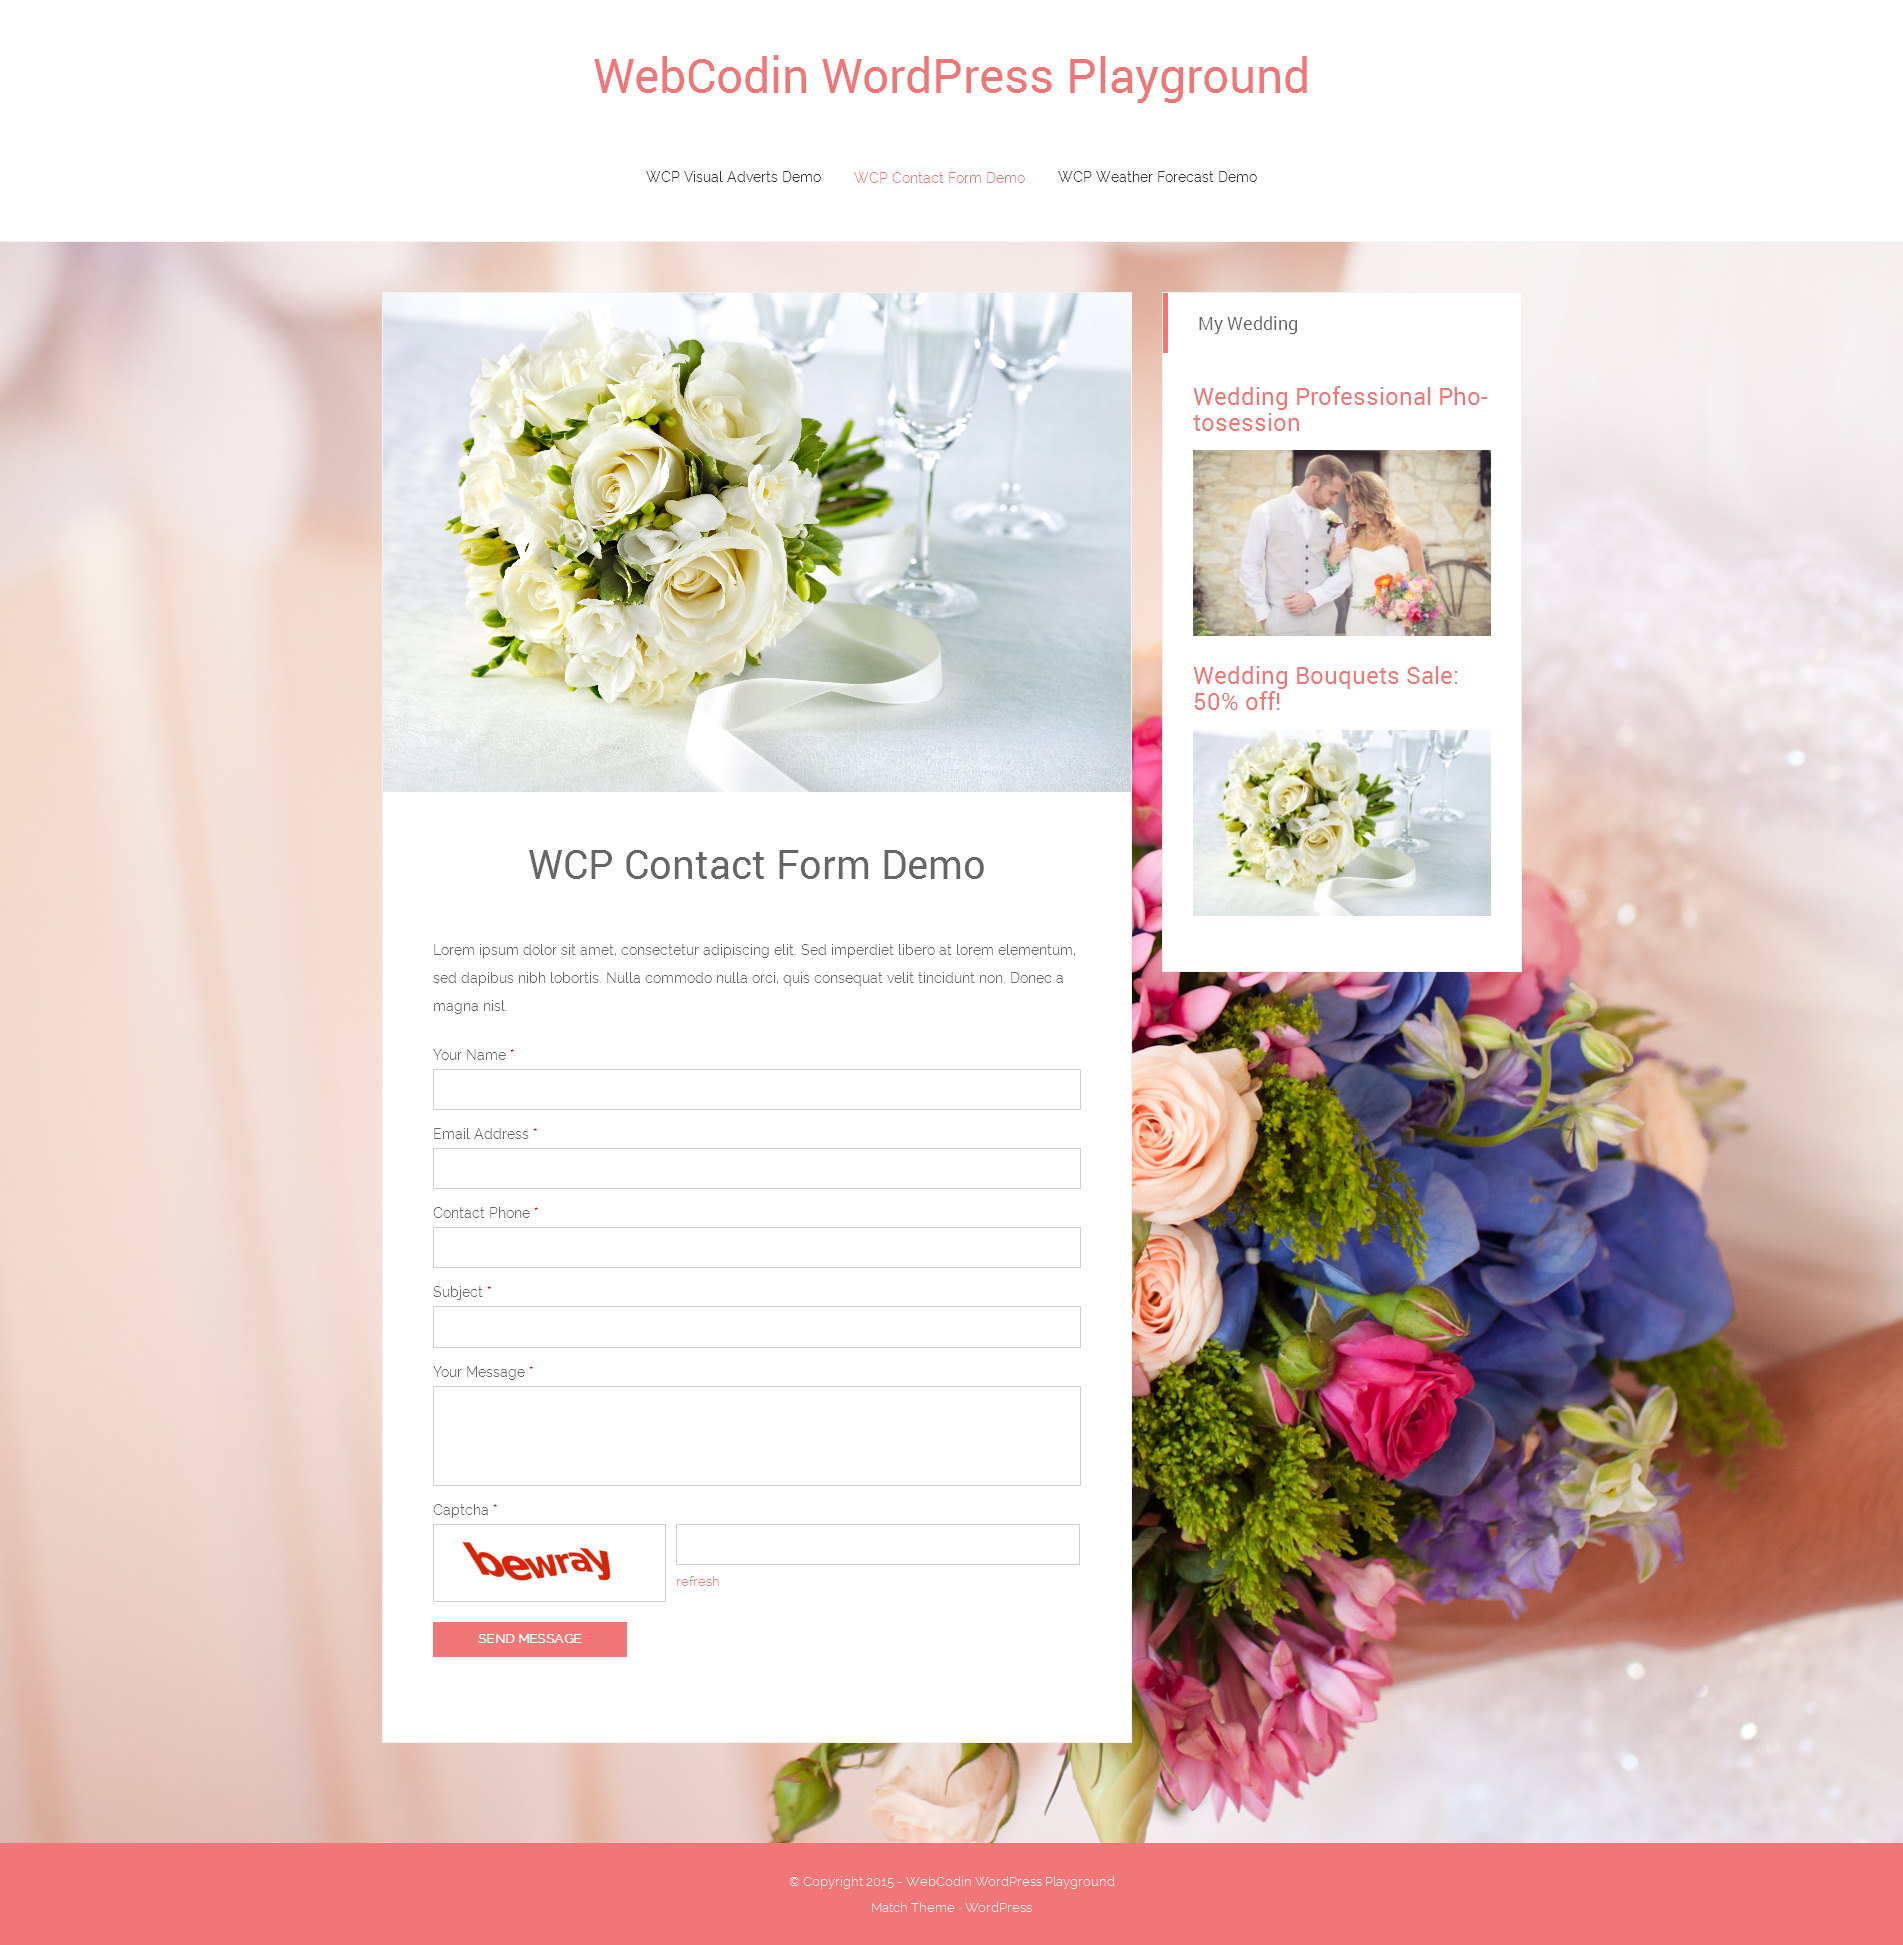 WebCodin WordPress Playground
WCP Visual Adverts Demo WCP Contact Form Demo WCP Weather Forecast Demo
WCP Contact Form Demo
Lorem ipsum dolor sit amet, consectetur adipiscing elit. Sed imperdiet libero at lorem elementum,
sed dapibus nibh lobortis. Nulla commodo nulla orci, quis consequat velit tincidunt non. Donec a
magna nisl.
Your Name *
Email Address *
Contact Phone *
Subject *
Your Message *
Captcha *
bewray
refresh
SEND MESSAGE
My Wedding
Wedding Professional Pho-
tosession
Wedding Bouquets Sale:
50% off!
© Copyright 2015 - WebCodin WordPress Playground
Match Theme · WordPress